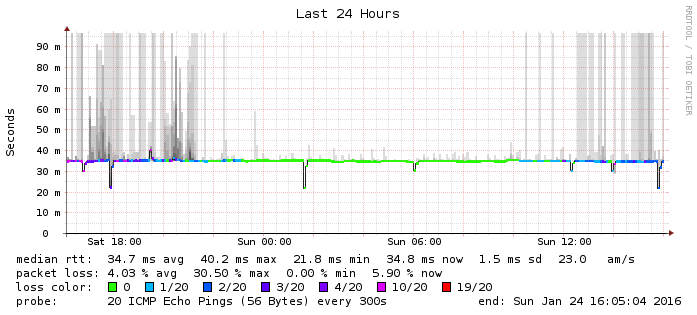 Last 24 Hours
RRDTOOL / TOBI OETIKER
Seconds
90 m
80 m
70 m
60 m
50 m
40 m
30 m
20 m
10 m
0
Sat 18:00 Sun 00:00 Sun 06:00 Sun 12:00
median rtt: 34.7 ms avg 40.2 ms max 21.8 ms min 34.8 ms now 1.5 ms sd 23.0 am/s
packet loss: 4.03 % avg 30.50 % max 0.00 % min 5.90 % now
loss color: 0 1/20 2/20 3/20 4/20 10/20 19/20
probe: 20 ICMP Echo Pings (56 Bytes) every 300s end: Sun Jan 24 16:05:04 2016